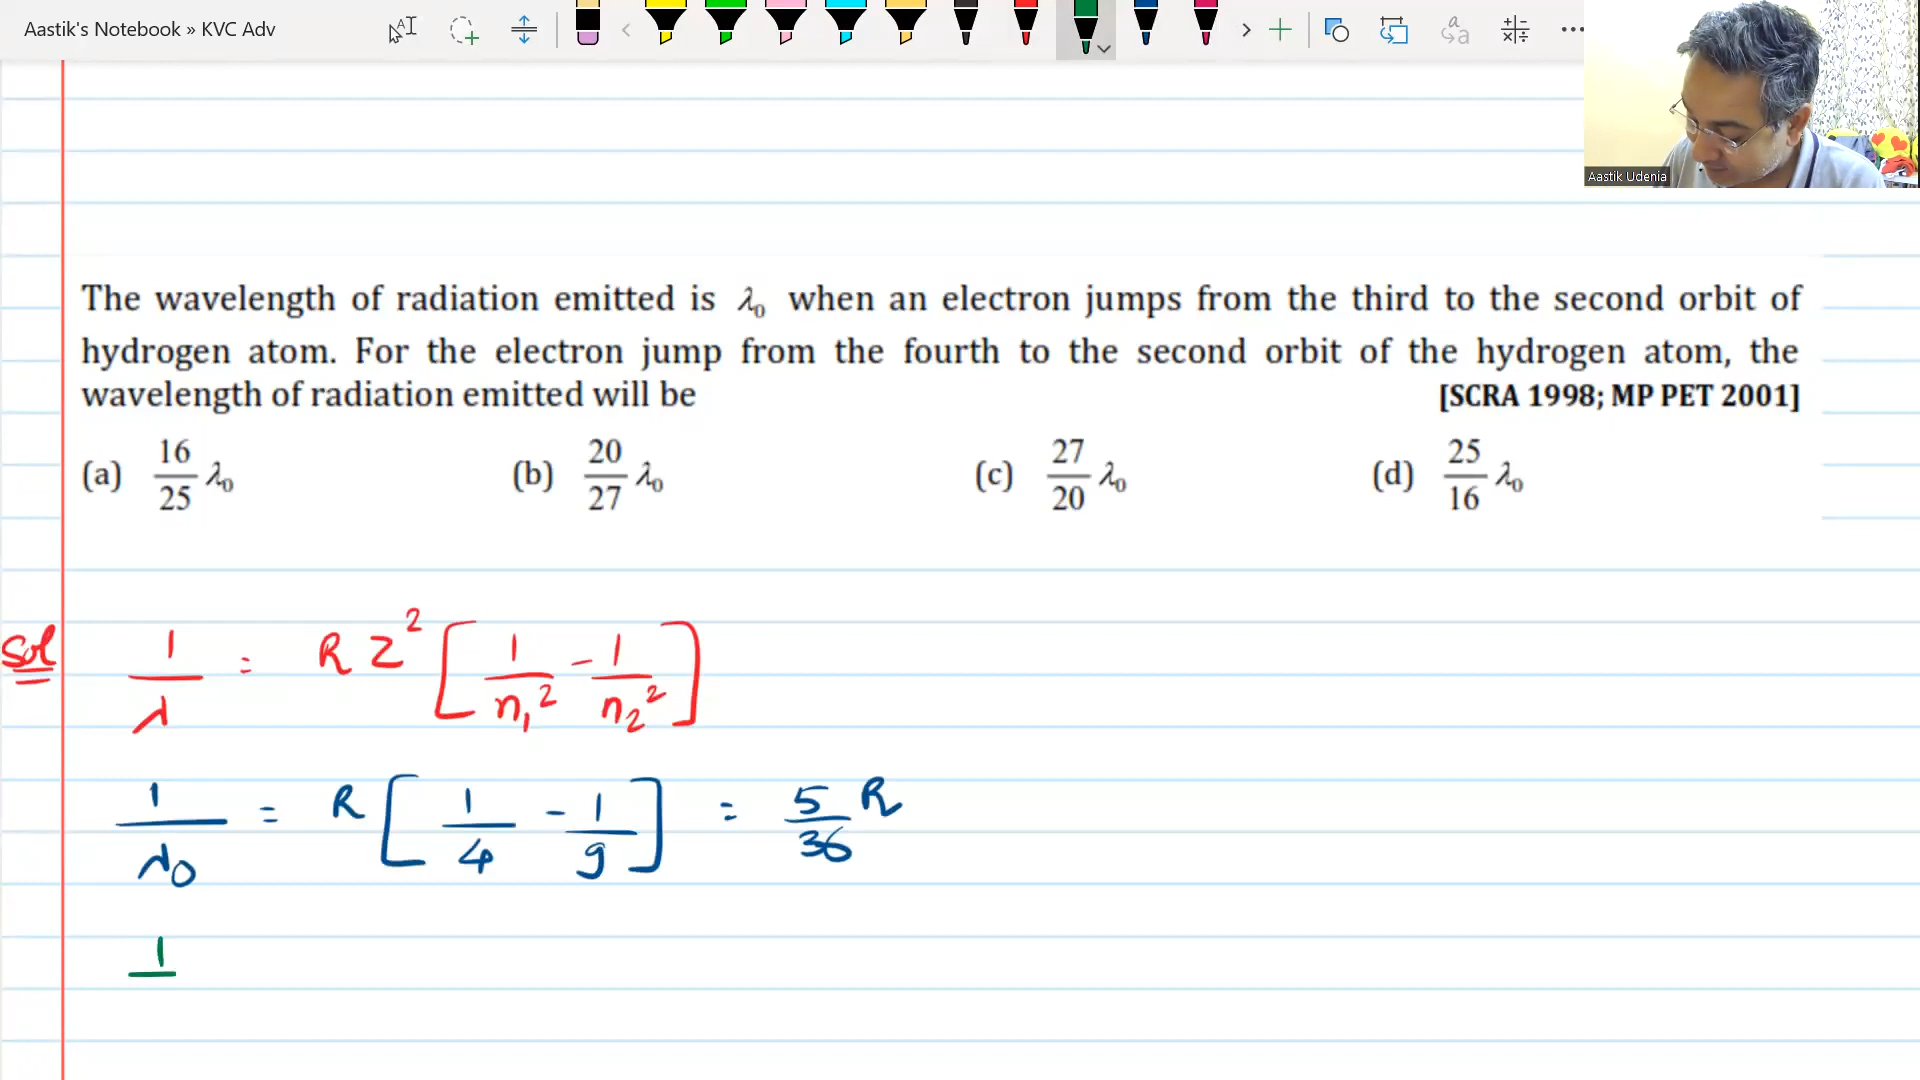 Aastik's Notebook » KVC Adv
Aastik Udenia
The wavelength of radiation emitted is λ₀ when an electron jumps from the third to the second orbit of
hydrogen atom. For the electron jump from the fourth to the second orbit of the hydrogen atom, the
wavelength of radiation emitted will be [SCRA 1998; MP PET 2001]
(a) 16/25 λ₀ (b) 20/27 λ₀ (c) 27/20 λ₀ (d) 25/16 λ₀
Sol 1/λ = R Z² [1/n₁² - 1/n₂²]
1/λ₀ = R [1/4 - 1/9] = 5/36 R
1